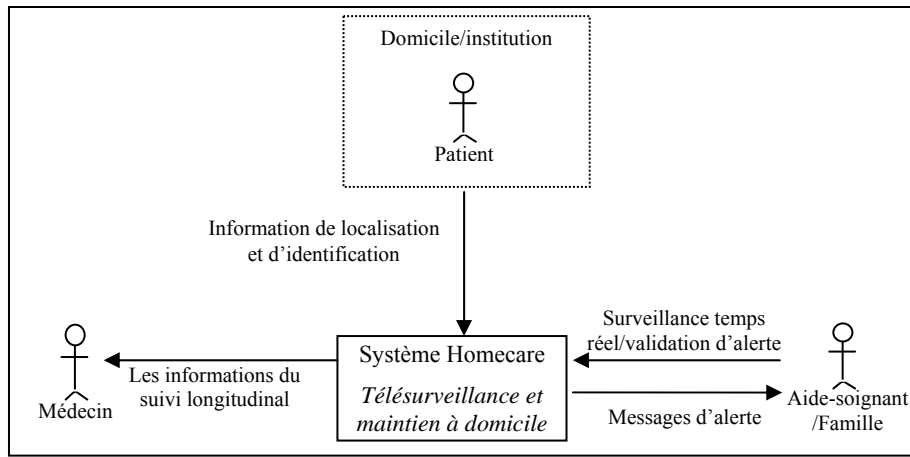 Domicile/institution
Patient
Information de localisation
et d’identification
Surveillance temps
réel/validation d’alerte
Système Homecare
Télésurveillance et
maintien à domicile
Les informations du
suivi longitudinal
Médecin
Messages d’alerte
Aide-soignant
/Famille